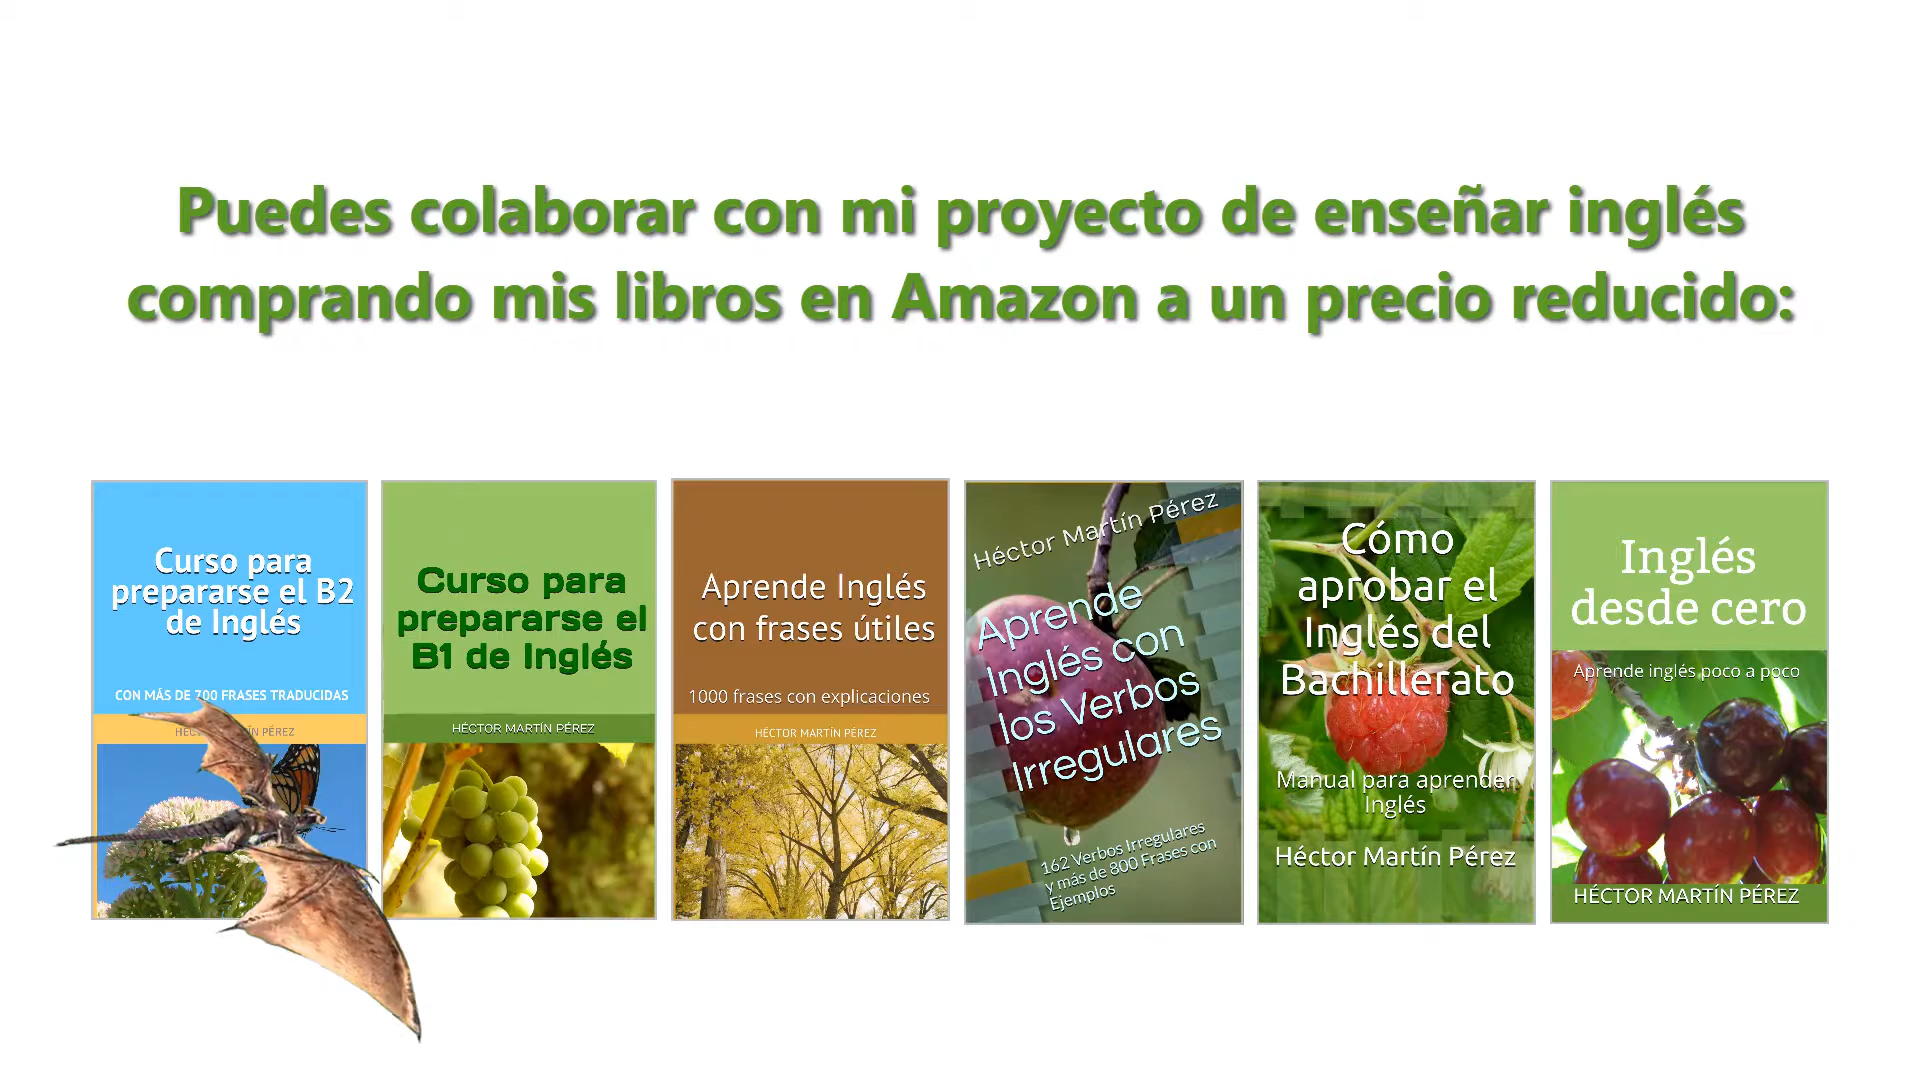 Puedes colaborar con mi proyecto de enseñar inglés
comprando mis libros en Amazon a un precio reducido:
Curso para
prepararse el B2
de Inglés
CON MÁS DE 700 FRASES TRADUCIDAS
PÉREZ
Curso para
prepararse el
B1 de Inglés
HÉCTOR MARTÍN PÉREZ
Aprende Inglés
con frases útiles
1000 frases con explicaciones
HÉCTOR MARTÍN PÉREZ
Héctor Martín Pérez
Aprende
Inglés con
los Verbos
Irregulares
162 Verbos Irregulares
y más de 800 Frases con
Ejemplos
Cómo
aprobar el
Inglés del
Bachillerato
Manual para aprender
Inglés
Héctor Martín Pérez
Inglés
desde cero
Aprende inglés poco a poco
HÉCTOR MARTÍN PÉREZ